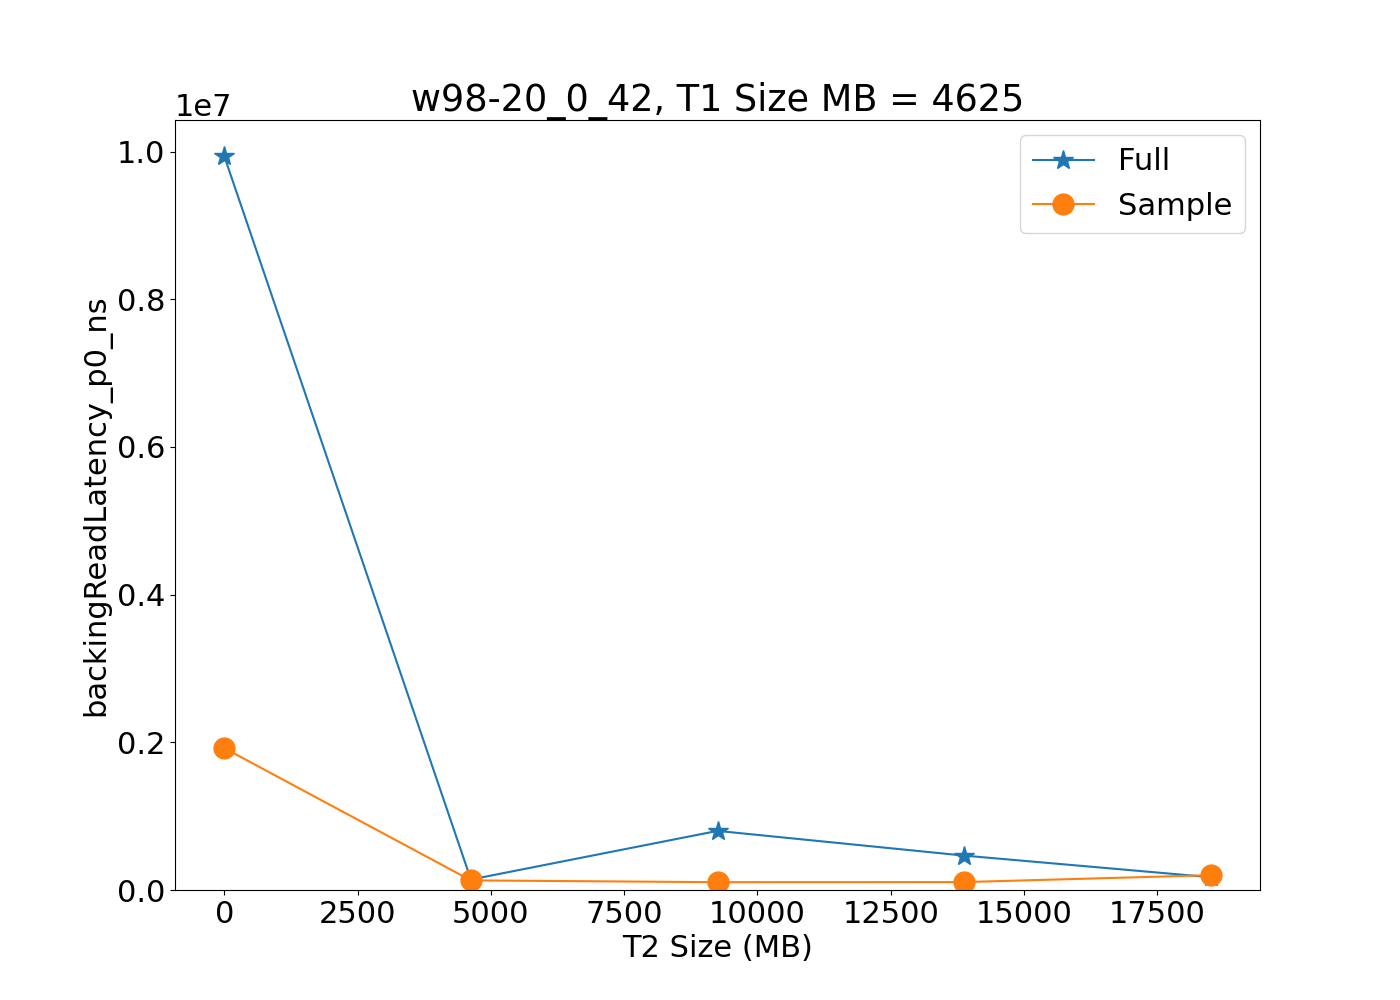 w98-20_0_42, T1 Size MB = 4625
1e7
1.0
0.8
0.6
0.4
0.2
0.0
backingReadLatency_p0_ns
Full
Sample
0 2500 5000 7500 10000 12500 15000 17500
T2 Size (MB)